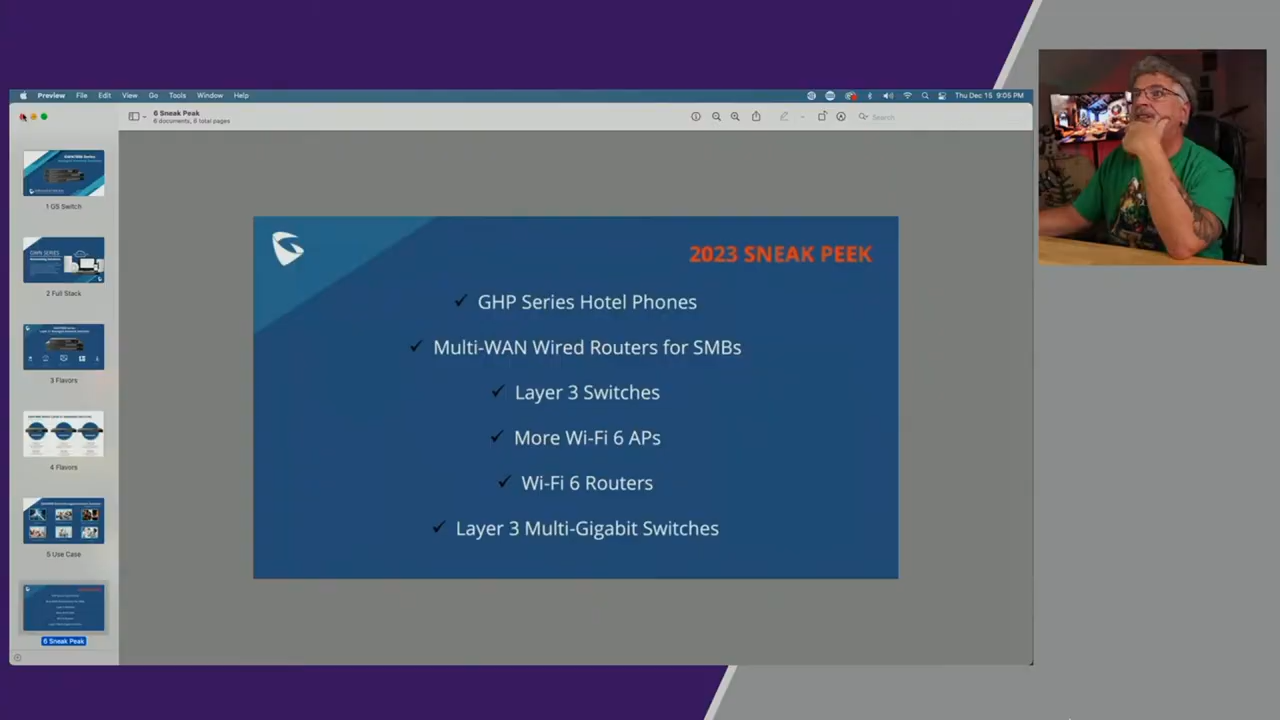 Preview File Edit View Go Tools Window Help
Thu Dec 15 9:05 PM
6 Sneak Peak
6 documents, 6 total pages
Search
1 GS Switch
2 Full Stack
3 Flavors
4 Flavors
5 Use Case
6 Sneak Peak
2023 SNEAK PEEK
✓ GHP Series Hotel Phones
✓ Multi-WAN Wired Routers for SMBs
✓ Layer 3 Switches
✓ More Wi-Fi 6 APs
✓ Wi-Fi 6 Routers
✓ Layer 3 Multi-Gigabit Switches